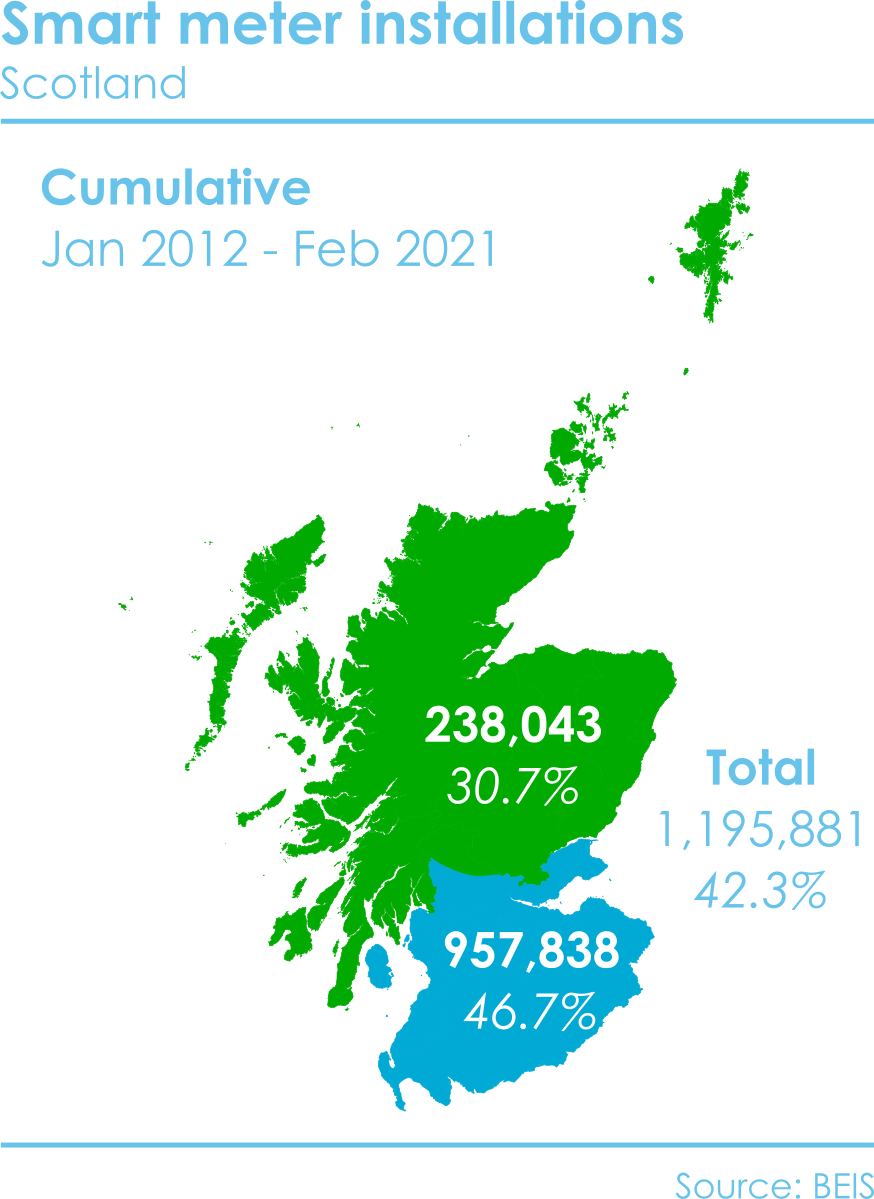 Smart meter installations
Scotland
Cumulative
Jan 2012 - Feb 2021
238,043
30.7%
Total
1,195,881
42.3%
957,838
46.7%
Source: BEIS